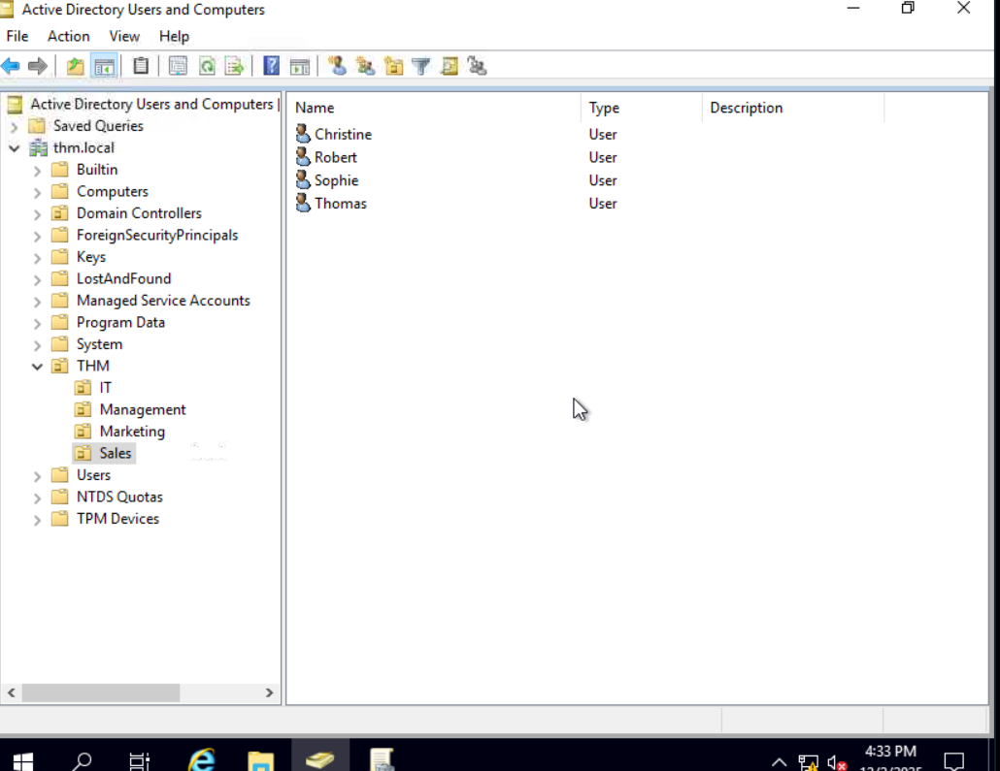 Active Directory Users and Computers
File Action View Help
Active Directory Users and Computers
Saved Queries
thm.local
Builtin
Computers
Domain Controllers
ForeignSecurityPrincipals
Keys
LostAndFound
Managed Service Accounts
Program Data
System
THM
IT
Management
Marketing
Sales
Users
NTDS Quotas
TPM Devices
Name Type Description
Christine User
Robert User
Sophie User
Thomas User
4:33 PM